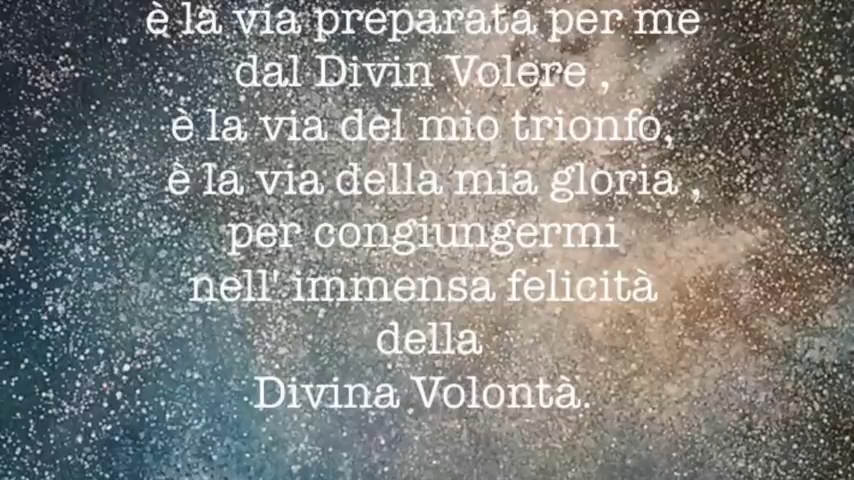 è la via preparata per me
dal Divin Volere ,
è la via del mio trionfo,
è la via della mia gloria ,
per congiungermi
nell' immensa felicità
della
Divina Volontà.